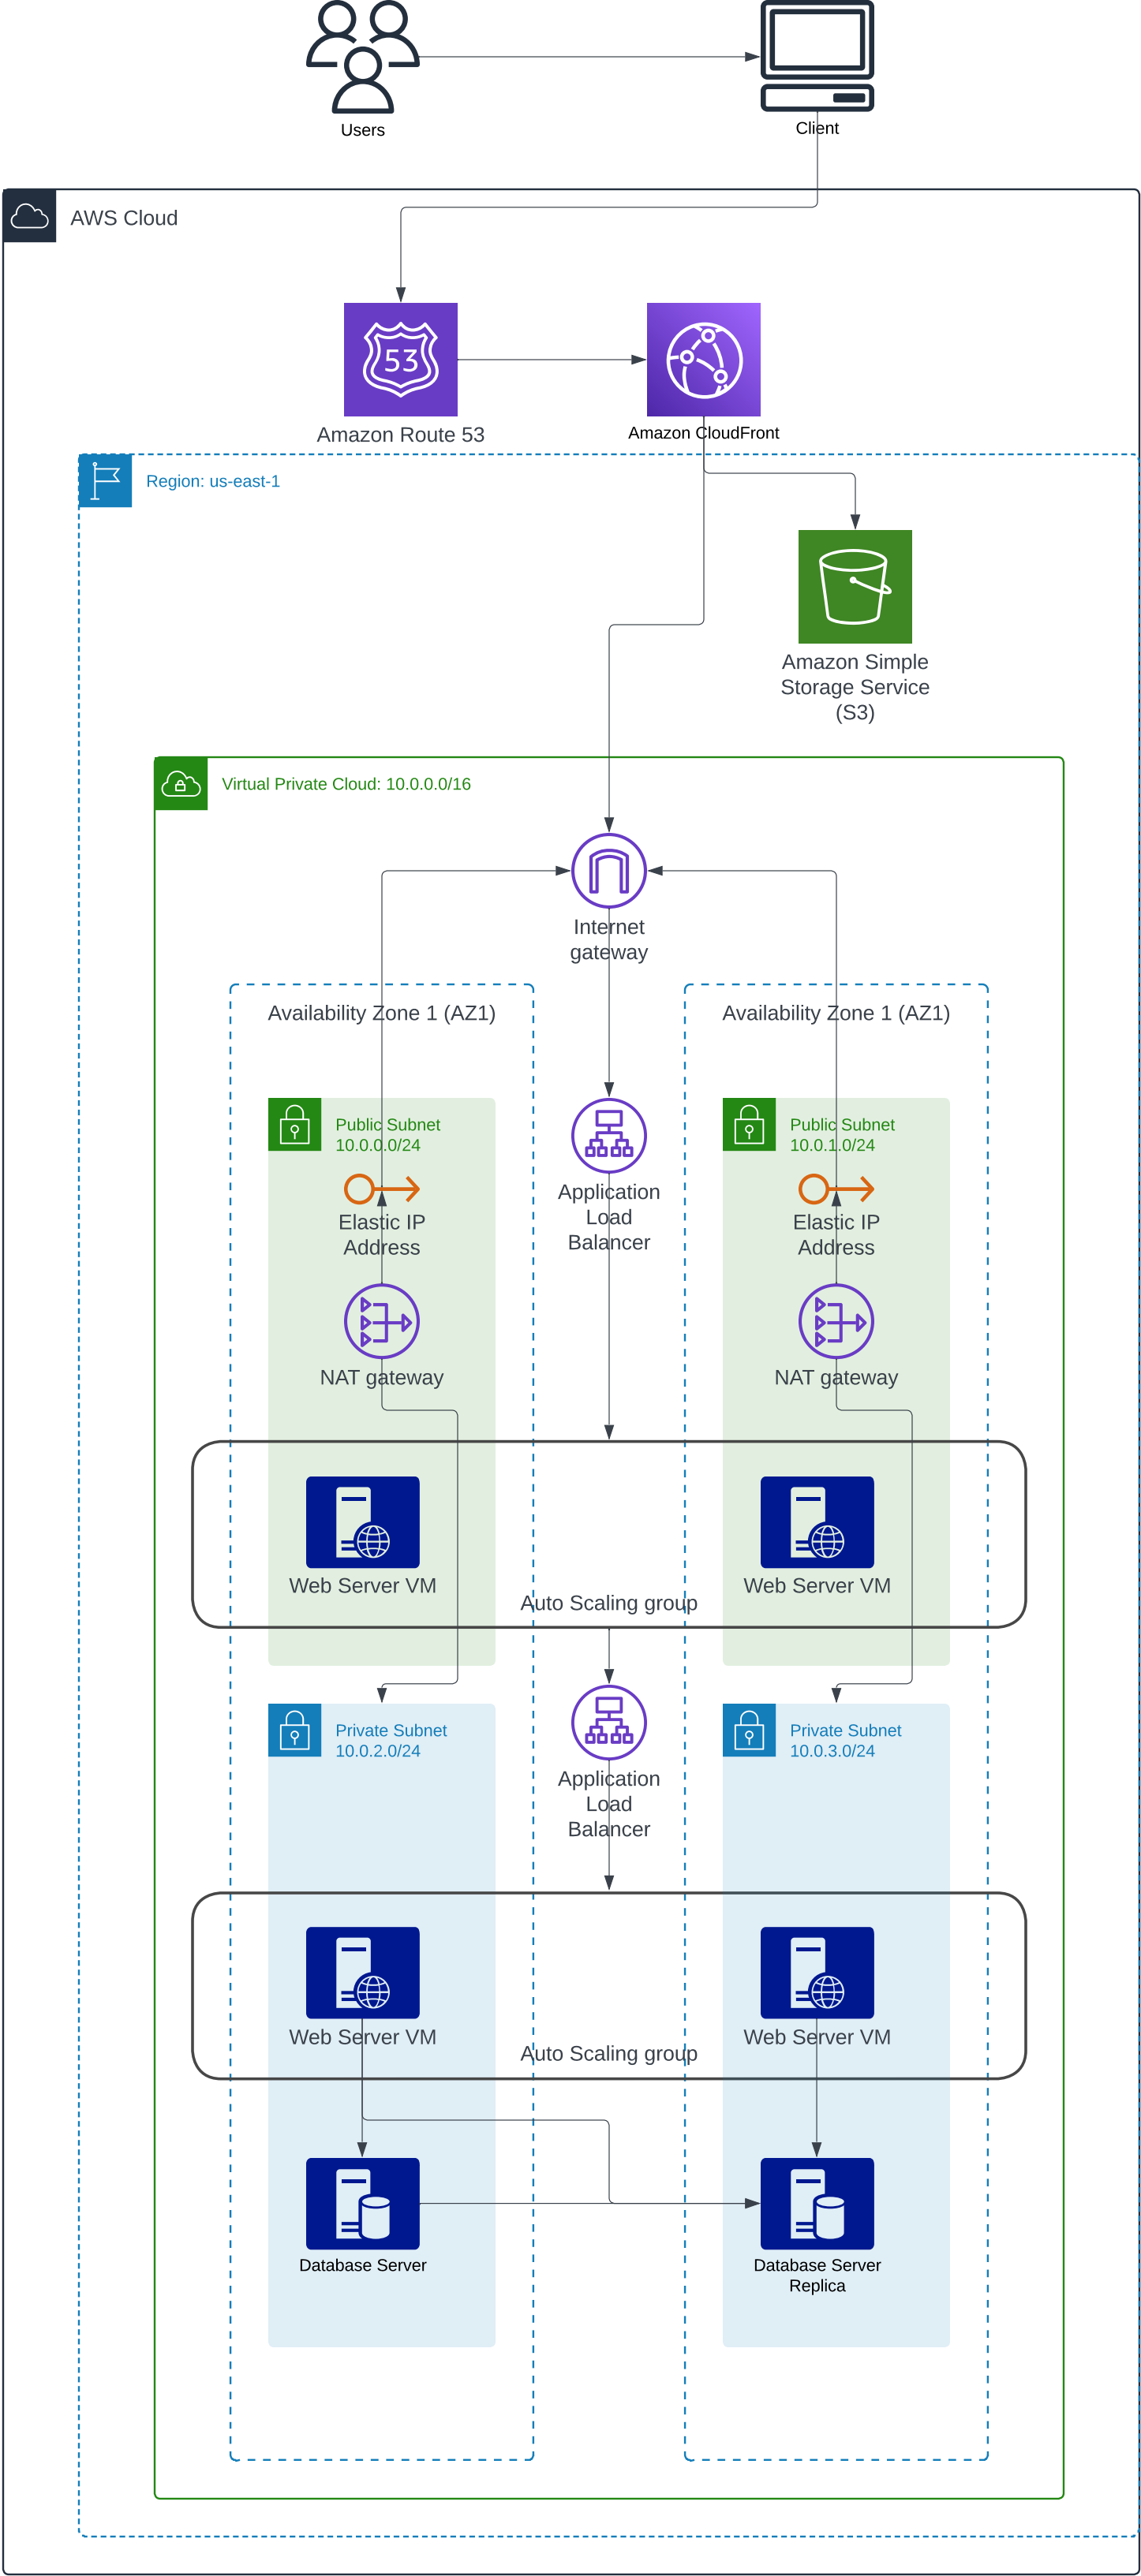 Users
Client
AWS Cloud
53
Amazon Route 53
Amazon CloudFront
Region: us-east-1
Amazon Simple
Storage Service
(S3)
Virtual Private Cloud: 10.0.0.0/16
Internet
gateway
Availability Zone 1 (AZ1)
Availability Zone 1 (AZ1)
Public Subnet
10.0.0.0/24
Public Subnet
10.0.1.0/24
Elastic IP
Address
Application
Load
Balancer
Elastic IP
Address
NAT gateway
NAT gateway
Web Server VM
Web Server VM
Auto Scaling group
Private Subnet
10.0.2.0/24
Private Subnet
10.0.3.0/24
Application
Load
Balancer
Web Server VM
Web Server VM
Auto Scaling group
Database Server
Database Server
Replica